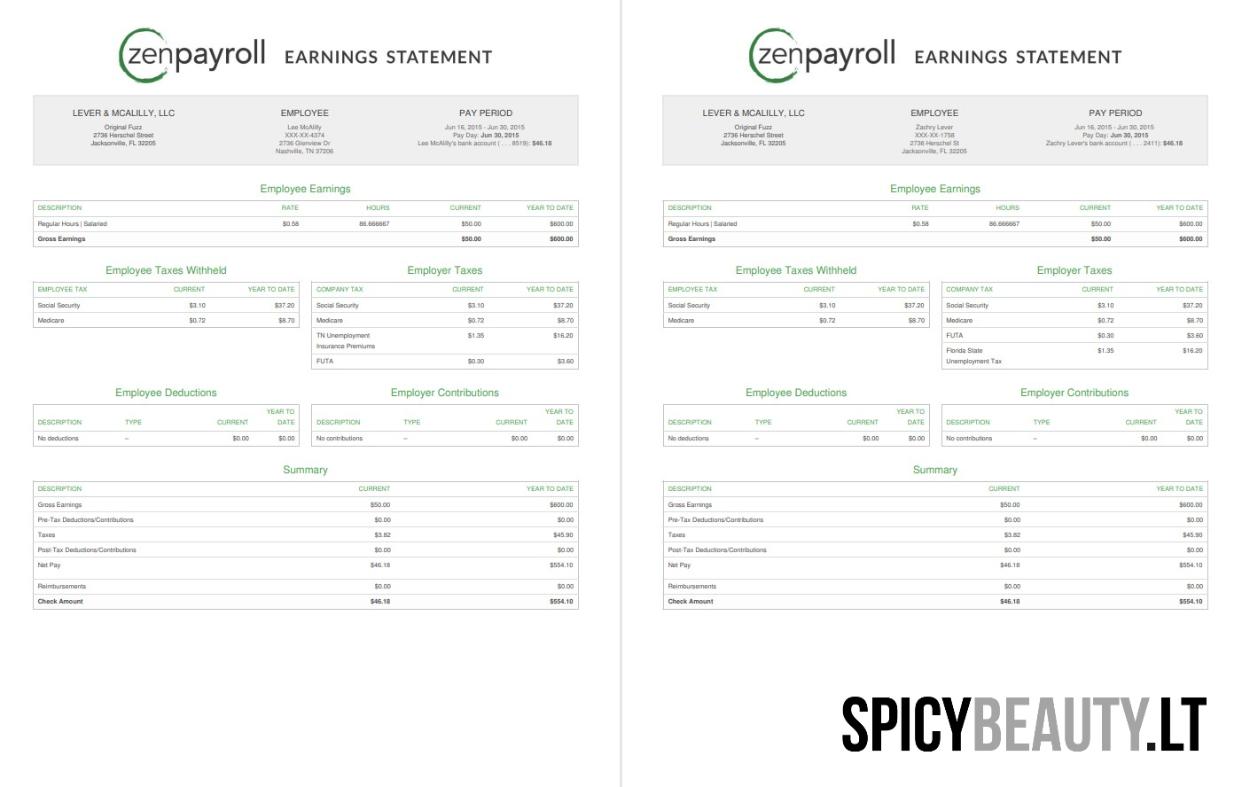 zenpayroll EARNINGS STATEMENT
LEVER & MCALILLY, LLC EMPLOYEE PAY PERIOD
Original Fuzz Lee McAlilly Jun 16, 2015 - Jun 30, 2015
2736 Herschel Street XXX-XX-4374 Pay Day: Jun 30, 2015
Jacksonville, FL 32205 2736 Glenview Dr Lee McAlilly's bank account ( . . . 8519): $46.18
Nashville, TN 37206
Employee Earnings
DESCRIPTION RATE HOURS CURRENT YEAR TO DATE
Regular Hours | Salaried $0.58 86.666667 $50.00 $600.00
Gross Earnings $50.00 $600.00
Employee Taxes Withheld
EMPLOYEE TAX CURRENT YEAR TO DATE
Social Security $3.10 $37.20
Medicare $0.72 $8.70
Employer Taxes
COMPANY TAX CURRENT YEAR TO DATE
Social Security $3.10 $37.20
Medicare $0.72 $8.70
TN Unemployment $1.35 $16.20
Insurance Premiums
FUTA $0.30 $3.60
Employee Deductions
YEAR TO
DESCRIPTION TYPE CURRENT DATE
No deductions – $0.00 $0.00
Employer Contributions
YEAR TO
DESCRIPTION TYPE CURRENT DATE
No contributions – $0.00 $0.00
Summary
DESCRIPTION CURRENT YEAR TO DATE
Gross Earnings $50.00 $600.00
Pre-Tax Deductions/Contributions $0.00 $0.00
Taxes $3.82 $45.90
Post-Tax Deductions/Contributions $0.00 $0.00
Net Pay $46.18 $554.10
Reimbursements $0.00 $0.00
Check Amount $46.18 $554.10
zenpayroll EARNINGS STATEMENT
LEVER & MCALILLY, LLC EMPLOYEE PAY PERIOD
Original Fuzz Zachry Lever Jun 16, 2015 - Jun 30, 2015
2736 Herschel Street XXX-XX-1758 Pay Day: Jun 30, 2015
Jacksonville, FL 32205 2736 Herschel St Zachry Lever's bank account ( . . . 2411): $46.18
Jacksonville, FL 32205
Employee Earnings
DESCRIPTION RATE HOURS CURRENT YEAR TO DATE
Regular Hours | Salaried $0.58 86.666667 $50.00 $600.00
Gross Earnings $50.00 $600.00
Employee Taxes Withheld
EMPLOYEE TAX CURRENT YEAR TO DATE
Social Security $3.10 $37.20
Medicare $0.72 $8.70
Employer Taxes
COMPANY TAX CURRENT YEAR TO DATE
Social Security $3.10 $37.20
Medicare $0.72 $8.70
FUTA $0.30 $3.60
Florida State $1.35 $16.20
Unemployment Tax
Employee Deductions
YEAR TO
DESCRIPTION TYPE CURRENT DATE
No deductions – $0.00 $0.00
Employer Contributions
YEAR TO
DESCRIPTION TYPE CURRENT DATE
No contributions – $0.00 $0.00
Summary
DESCRIPTION CURRENT YEAR TO DATE
Gross Earnings $50.00 $600.00
Pre-Tax Deductions/Contributions $0.00 $0.00
Taxes $3.82 $45.90
Post-Tax Deductions/Contributions $0.00 $0.00
Net Pay $46.18 $554.10
Reimbursements $0.00 $0.00
Check Amount $46.18 $554.10
SPICYBEAUTY.LT